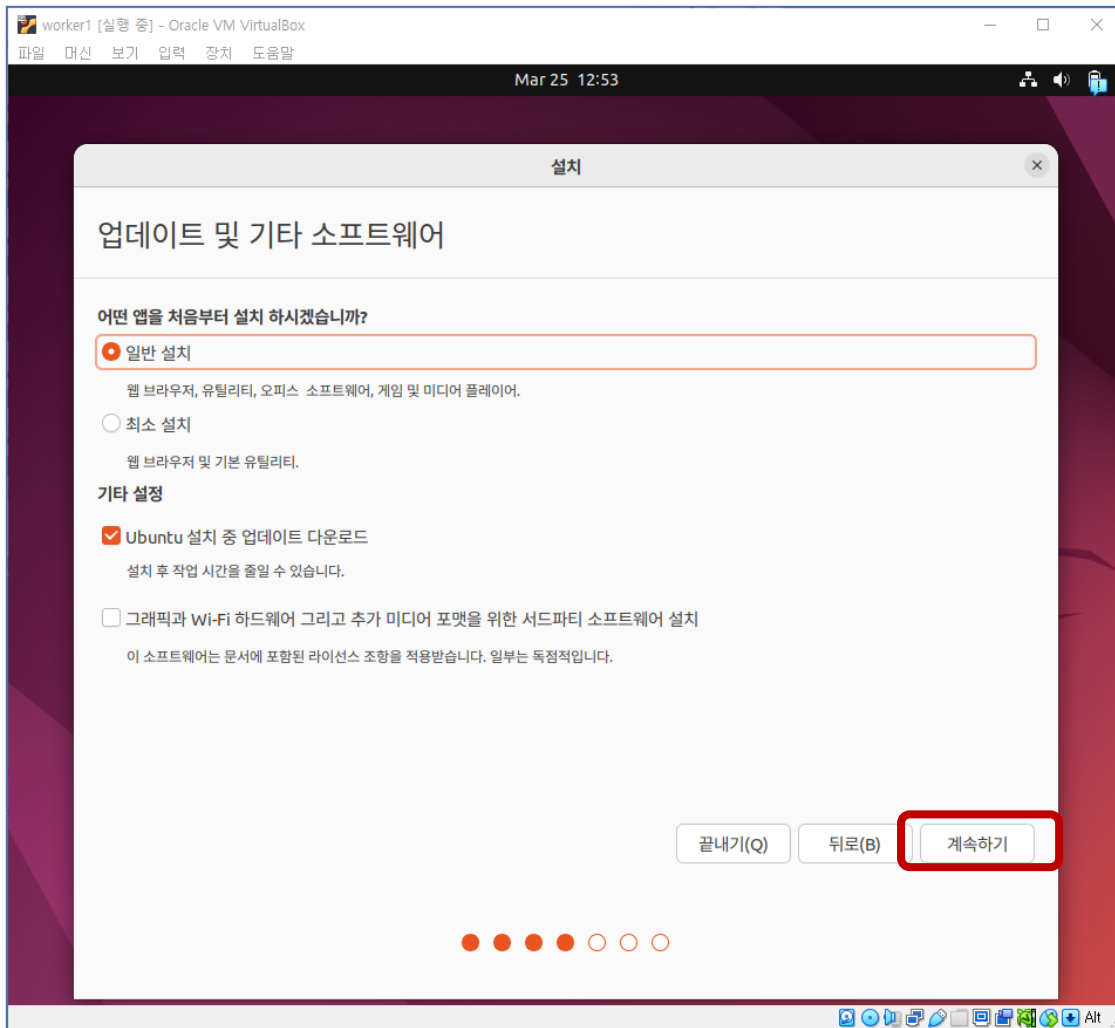 worker1 [실행 중] - Oracle VM VirtualBox
파일 머신 보기 입력 장치 도움말
Mar 25 12:53
설치
업데이트 및 기타 소프트웨어
어떤 앱을 처음부터 설치 하시겠습니까?
일반 설치
웹 브라우저, 유틸리티, 오피스 소프트웨어, 게임 및 미디어 플레이어.
최소 설치
웹 브라우저 및 기본 유틸리티.
기타 설정
Ubuntu 설치 중 업데이트 다운로드
설치 후 작업 시간을 줄일 수 있습니다.
그래픽과 Wi-Fi 하드웨어 그리고 추가 미디어 포맷을 위한 서드파티 소프트웨어 설치
이 소프트웨어는 문서에 포함된 라이선스 조항을 적용받습니다. 일부는 독점적입니다.
끝내기(Q) 뒤로(B) 계속하기
Alt